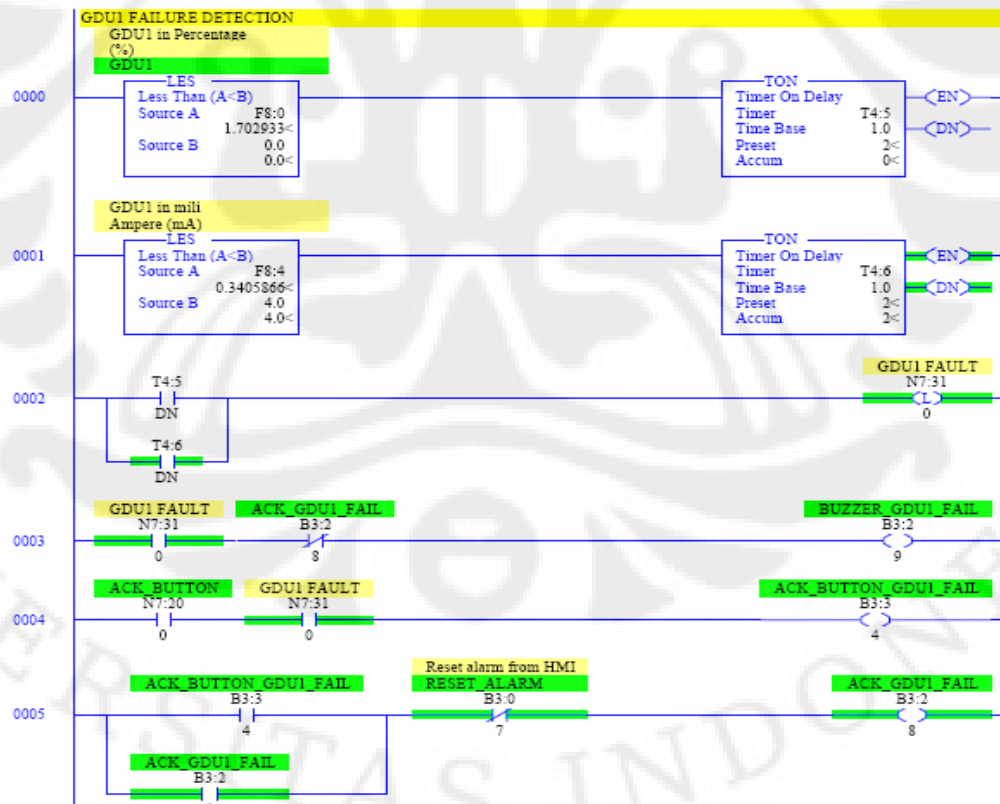 GDU1 FAILURE DETECTION
GDU1 in Percentage
(%)
GDU1
0000
LES
Less Than (A<B)
Source A F8:0
1.702933<
Source B 0.0
0.0<
TON
Timer On Delay
Timer T4:5
Time Base 1.0
Preset 2<
Accum 0<
EN
DN
GDU1 in mili
Ampere (mA)
0001
LES
Less Than (A<B)
Source A F8:4
0.3405866<
Source B 4.0
4.0<
TON
Timer On Delay
Timer T4:6
Time Base 1.0
Preset 2<
Accum 2<
EN
DN
0002
T4:5
DN
T4:6
DN
GDU1 FAULT
N7:31
L
0
0003
GDU1 FAULT
N7:31
0
ACK_GDU1_FAIL
B3:2
8
BUZZER_GDU1_FAIL
B3:2
9
0004
ACK_BUTTON
N7:20
0
GDU1 FAULT
N7:31
0
ACK_BUTTON_GDU1_FAIL
B3:3
4
0005
ACK_BUTTON_GDU1_FAIL
B3:3
4
Reset alarm from HMI
RESET_ALARM
B3:0
7
ACK_GDU1_FAIL
B3:2
8
ACK_GDU1_FAIL
B3:2
ERSITAS INDONE